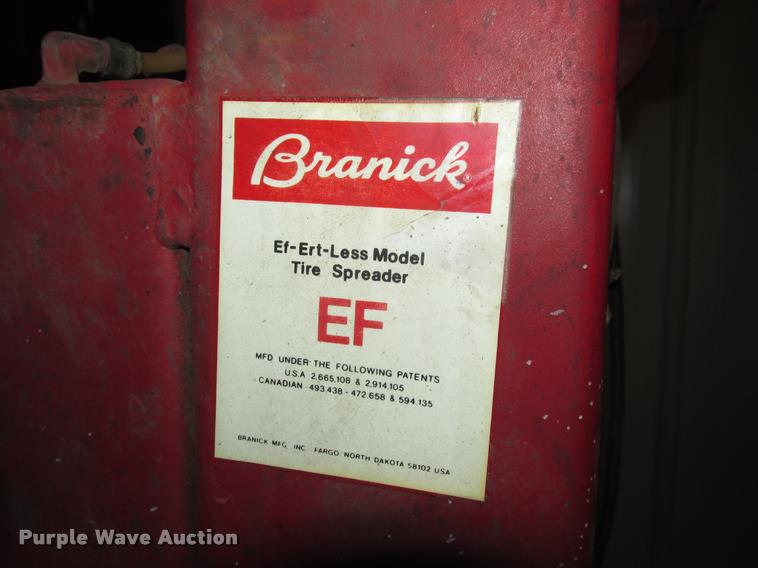 Branick®
Ef-Ert-Less Model
Tire Spreader
EF
MFD UNDER THE FOLLOWING PATENTS
U.S.A 2.665.108 & 2.914.105
CANADIAN 493.438 - 472.658 & 594.135
BRANICK MFG. INC. FARGO NORTH DAKOTA 58102 USA
Purple Wave Auction